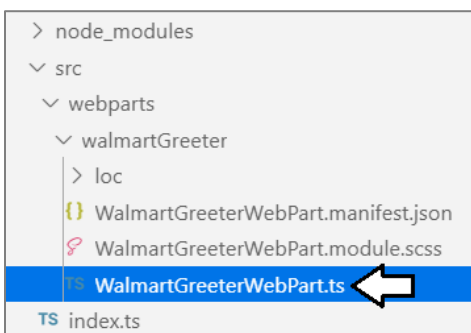 node_modules
src
webparts
walmartGreeter
loc
{} WalmartGreeterWebPart.manifest.json
WalmartGreeterWebPart.module.scss
TS WalmartGreeterWebPart.ts
TS index.ts